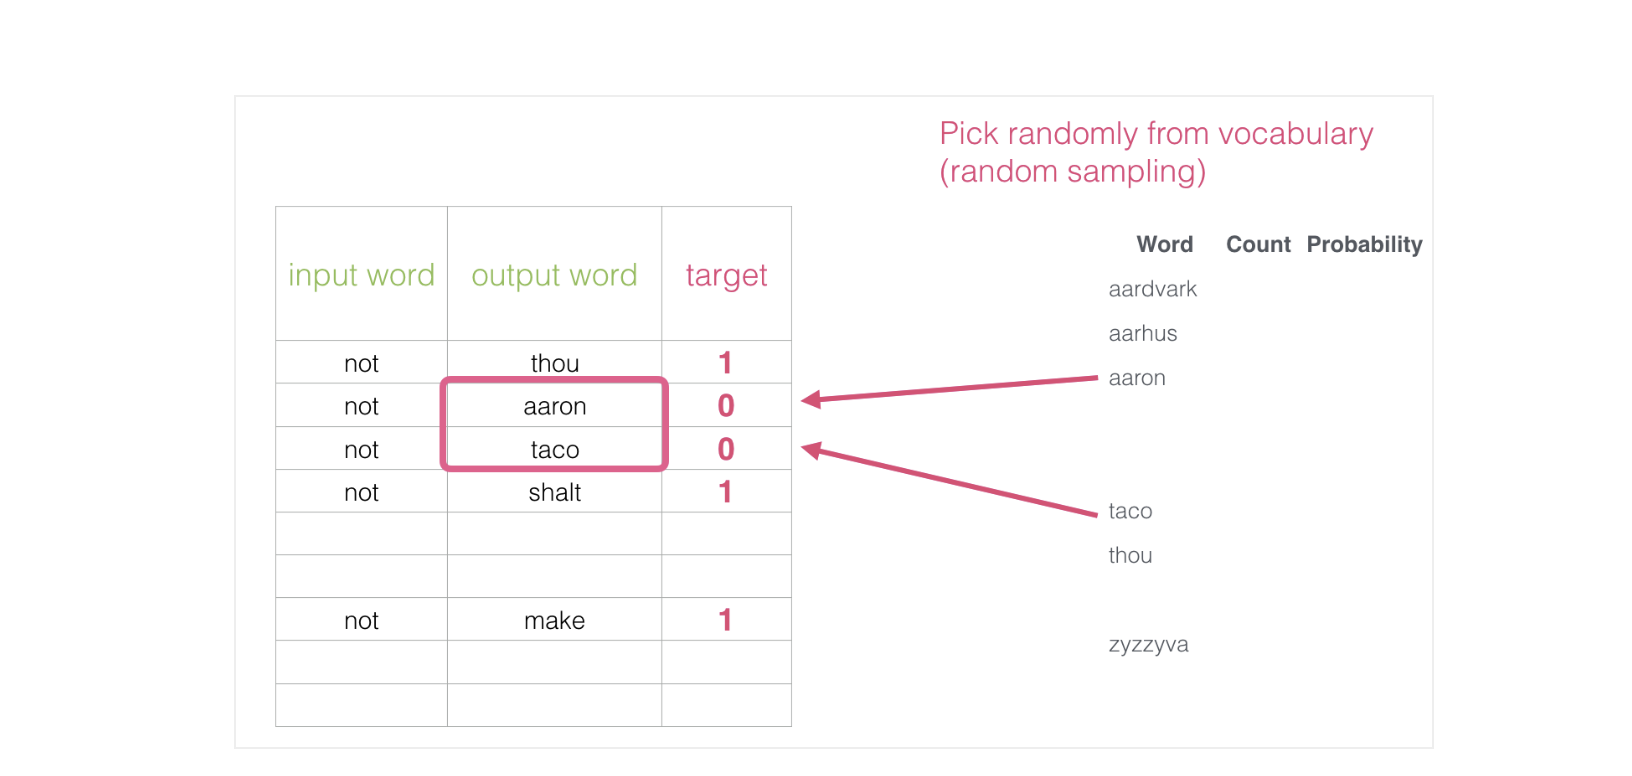 Pick randomly from vocabulary
(random sampling)
input word output word target
not thou 1
not aaron 0
not taco 0
not shalt 1
not make 1
Word Count Probability
aardvark
aarhus
aaron
taco
thou
zyzzyva